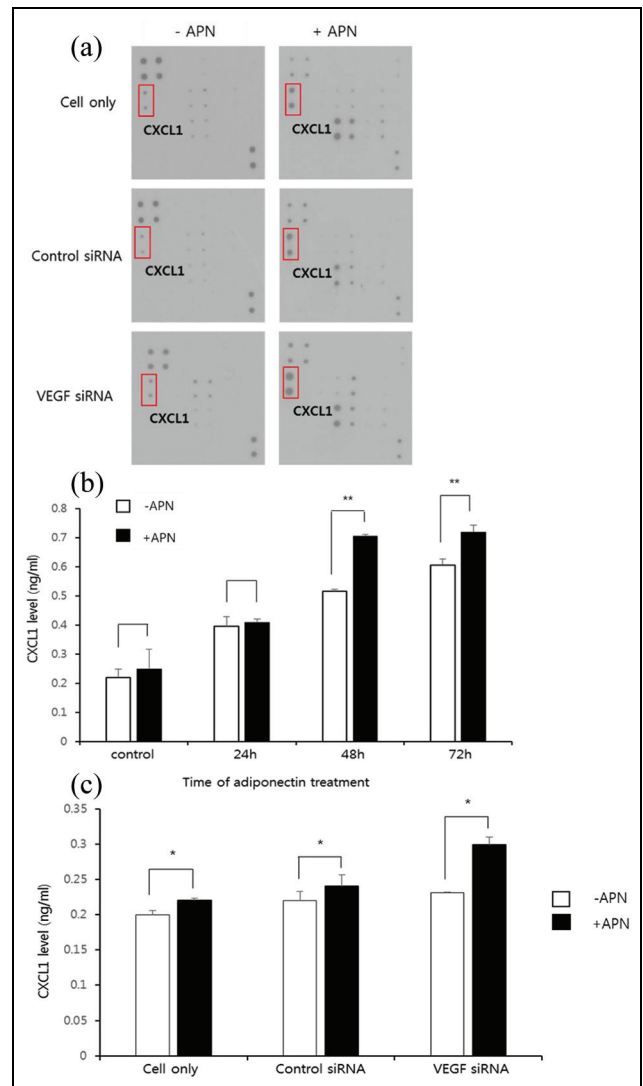 (a)
- APN
+ APN
Cell only
CXCL1
CXCL1
Control siRNA
CXCL1
CXCL1
VEGF siRNA
CXCL1
CXCL1
(b)
-APN
+APN
**
**
CXCL1 level (ng/ml)
0.8
0.7
0.6
0.5
0.4
0.3
0.2
0.1
0
control
24h
48h
72h
Time of adiponectin treatment
(c)
*
*
*
CXCL1 level (ng/ml)
0.35
0.3
0.25
0.2
0.15
0.1
0.05
0
-APN
+APN
Cell only
Control siRNA
VEGF siRNA